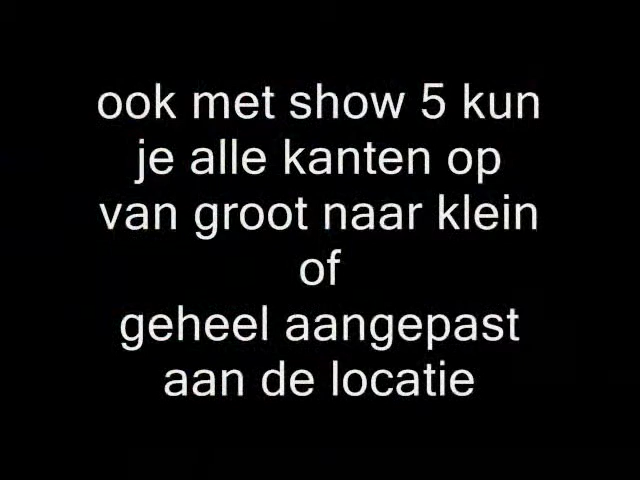 ook met show 5 kun
je alle kanten op
van groot naar klein
of
geheel aangepast
aan de locatie